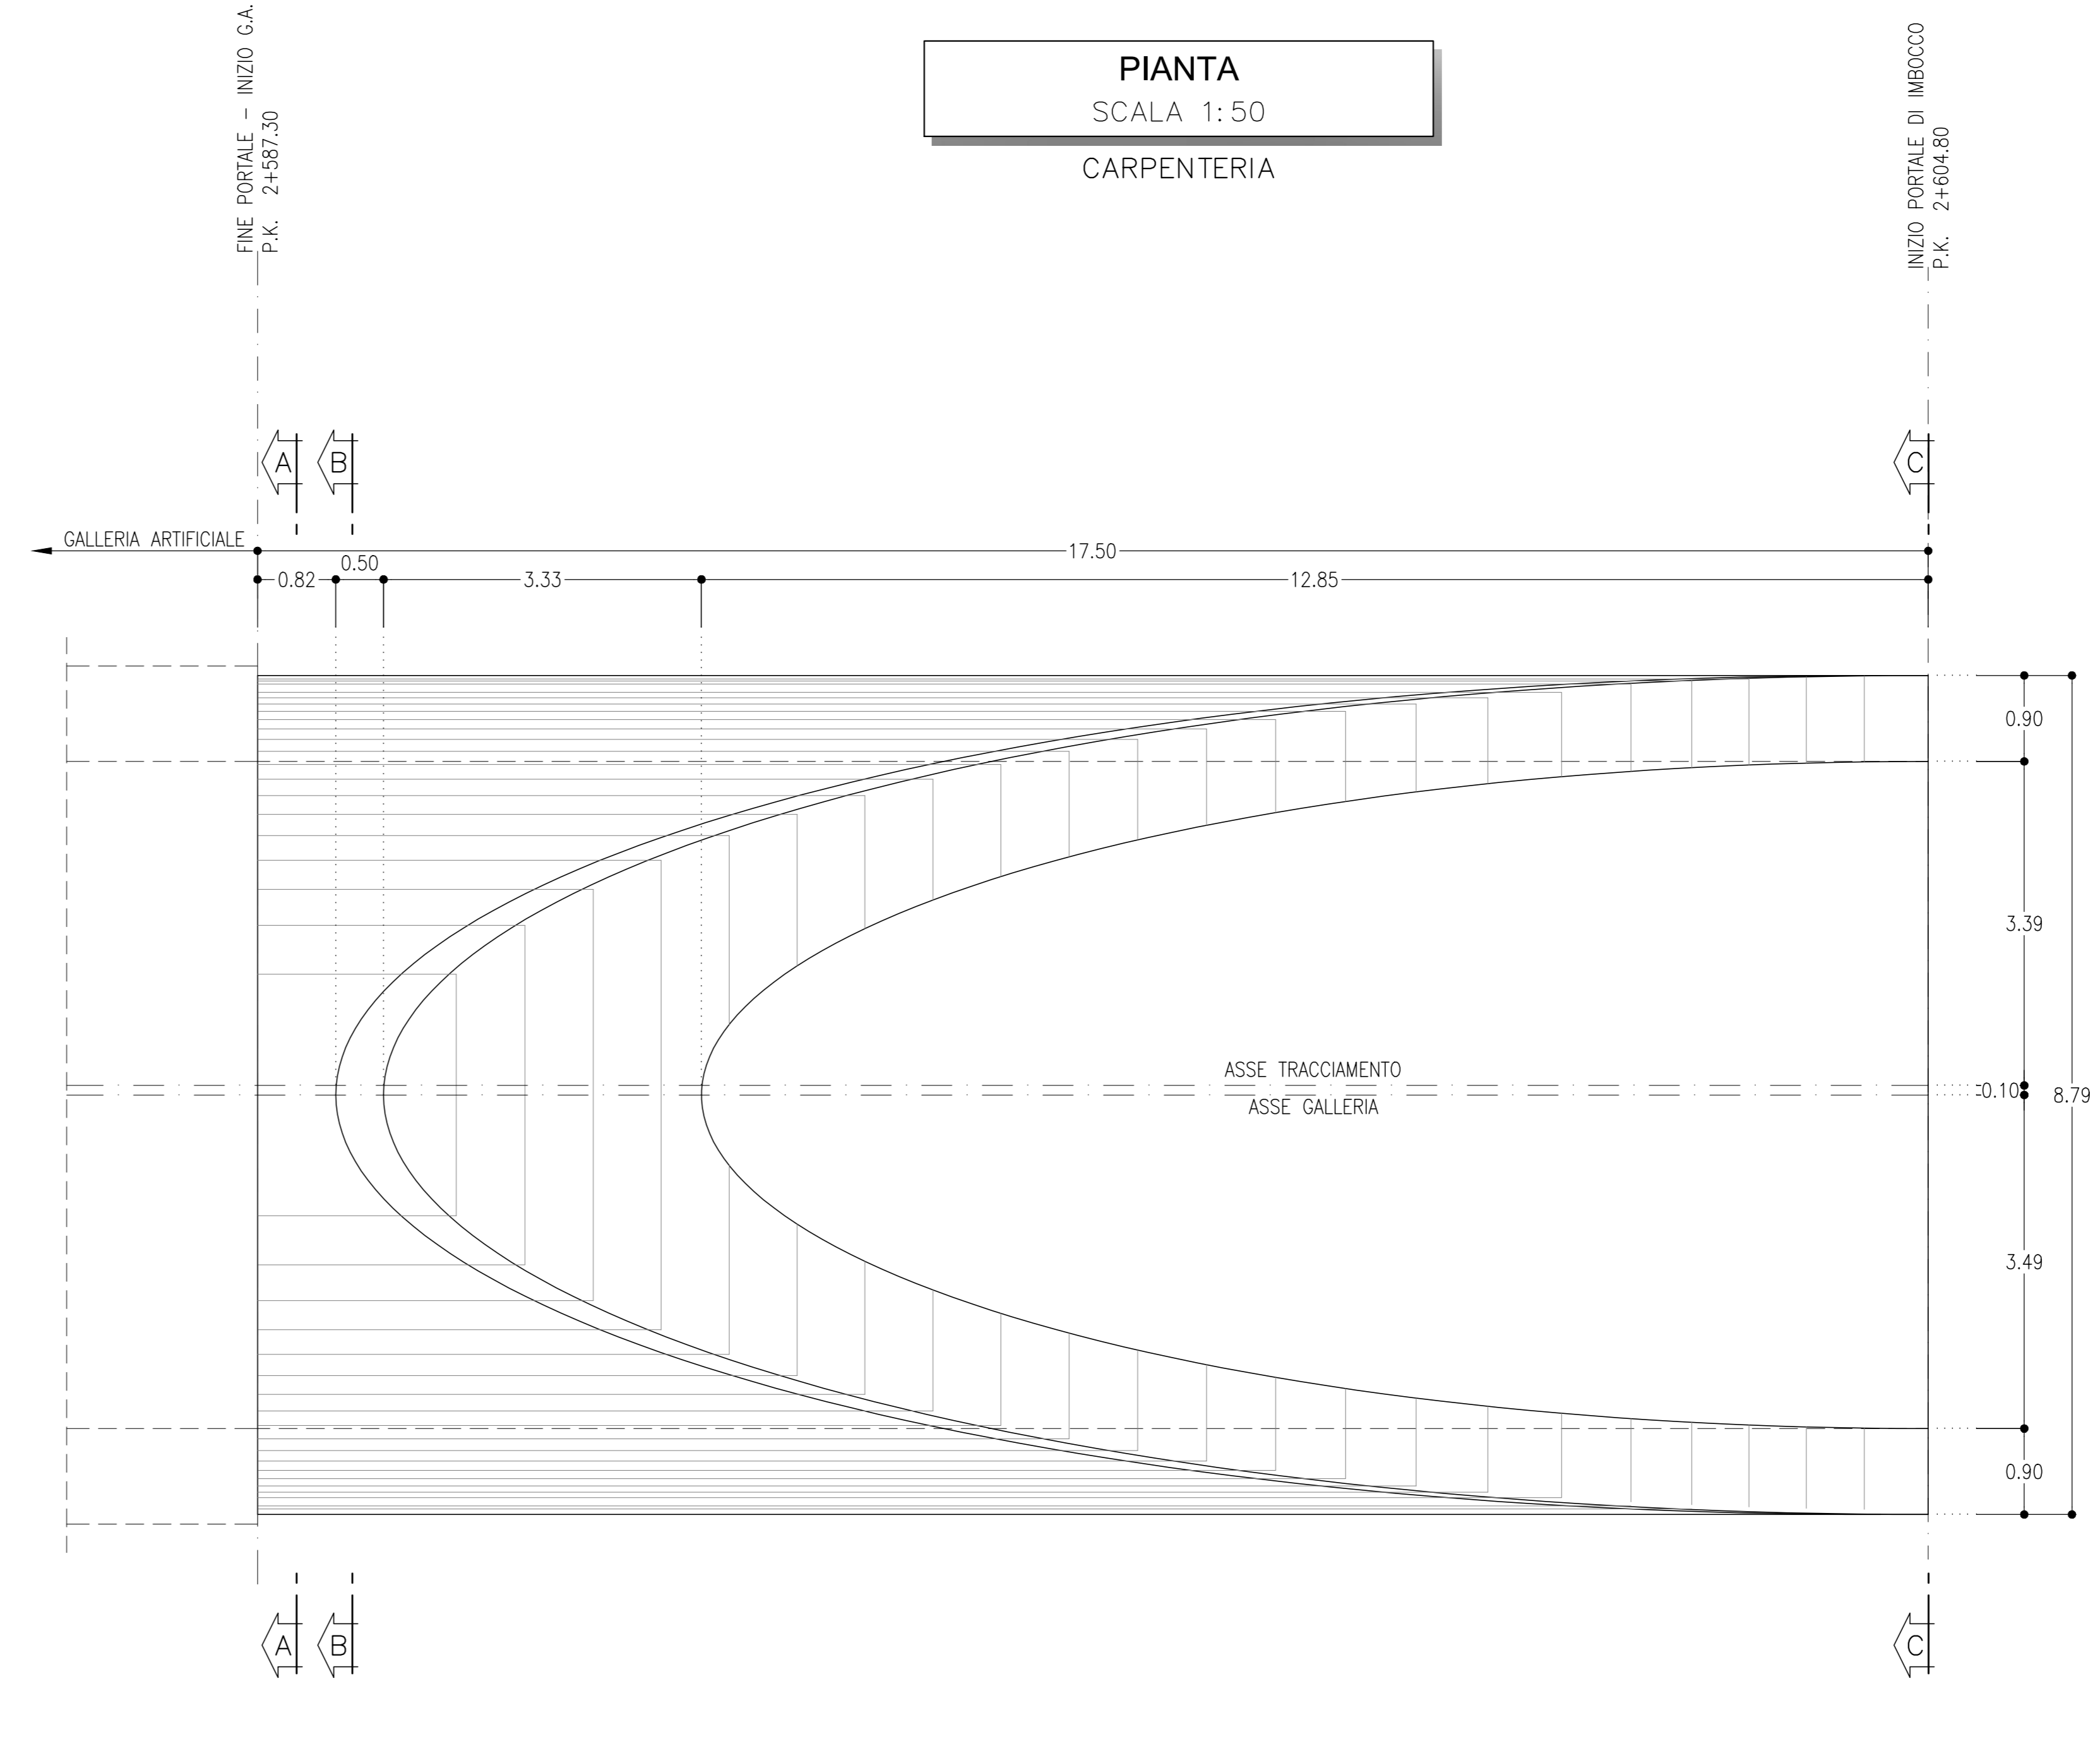 FINE PORTALE - INIZIO G.A.
P.K. 2+587.30
PIANTA
SCALA 1:50
CARPENTERIA
INIZIO PORTALE DI IMBOCCO
P.K. 2+604.80
A
B
C
GALLERIA ARTIFICIALE
17.50
0.82
0.50
3.33
12.85
0.90
3.39
ASSE TRACCIAMENTO
ASSE GALLERIA
0.10
8.79
3.49
0.90
A
B
C